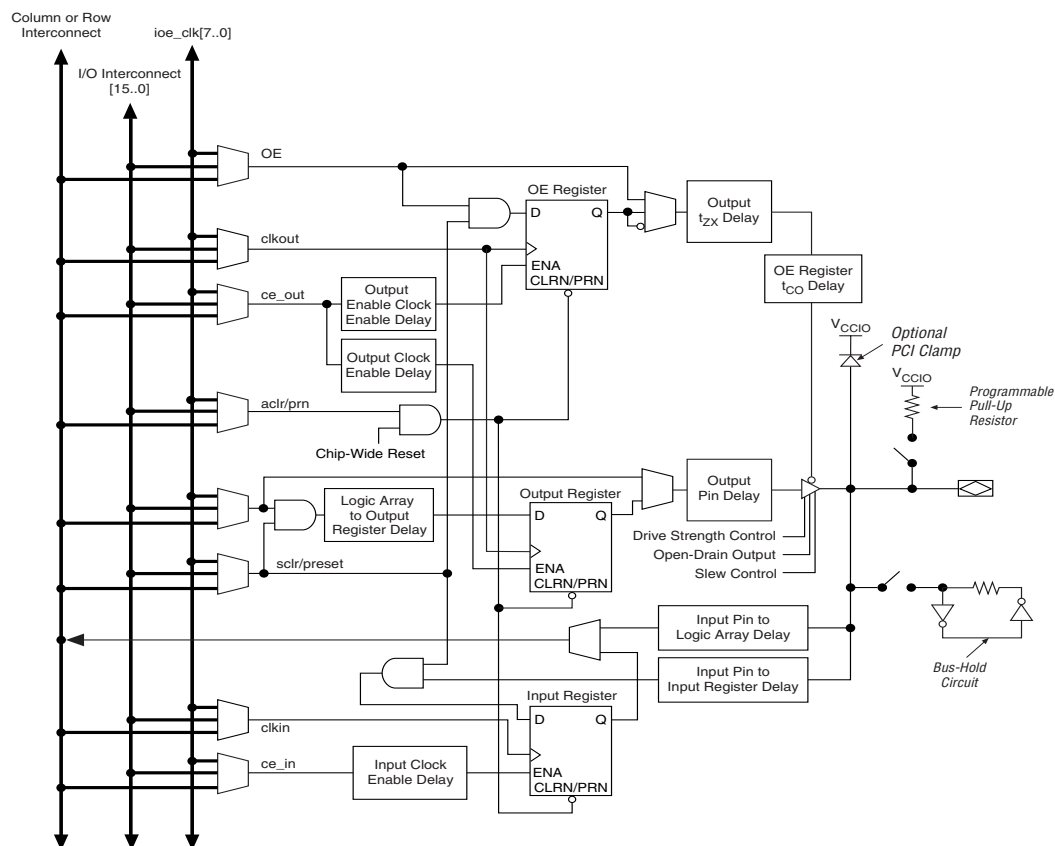 Column or Row
Interconnect
ioe_clk[7..0]
I/O Interconnect
[15..0]
OE
OE Register
D
Q
Output
tZX Delay
clkout
ENA
CLRN/PRN
OE Register
tCO
Delay
ce_out
Output
Enable Clock
Enable Delay
Output Clock
Enable Delay
VCCIO
Optional
PCI Clamp
VCCIO
Programmable
Pull-Up
Resistor
aclr/prn
Chip-Wide Reset
Logic Array
to Output
Register Delay
Output Register
D
Q
Output
Pin Delay
ENA
CLRN/PRN
Drive Strength Control
Open-Drain Output
Slew Control
sclr/preset
Input Pin to
Logic Array Delay
Input Pin to
Input Register Delay
Bus-Hold
Circuit
Input Register
D
Q
clkin
ENA
CLRN/PRN
ce_in
Input Clock
Enable Delay